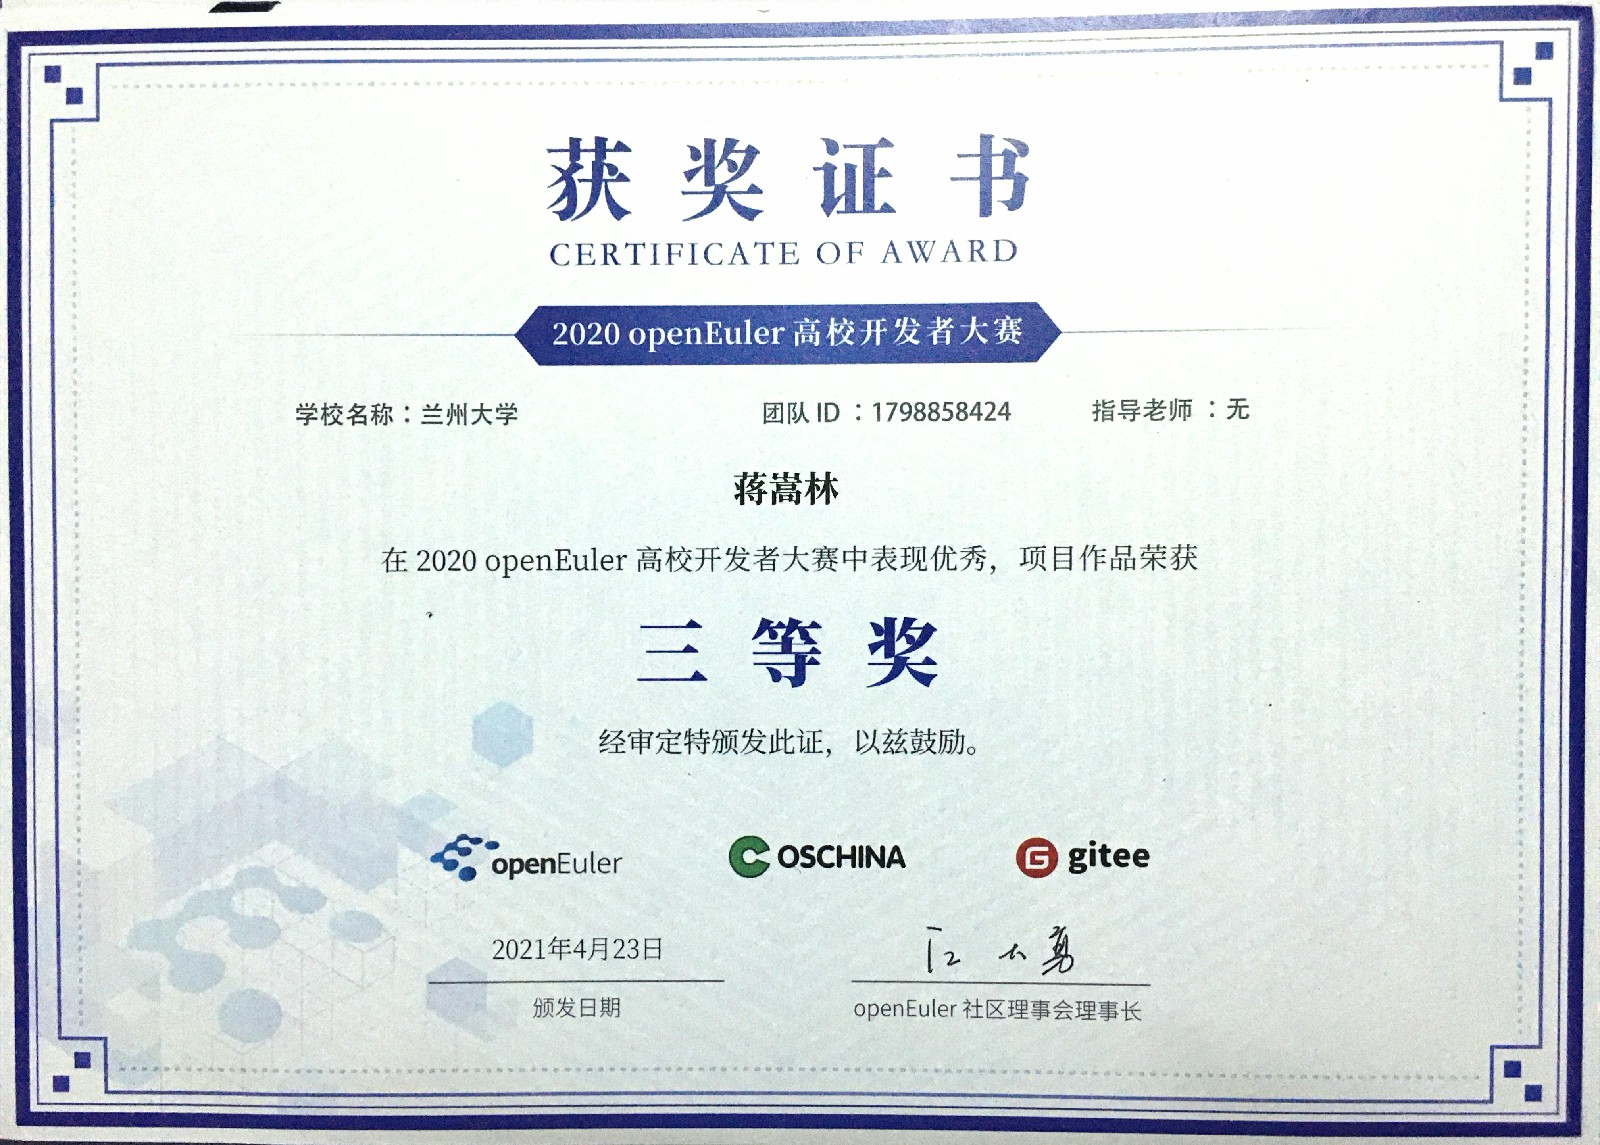 获奖证书
CERTIFICATE OF AWARD
2020 openEuler 高校开发者大赛
学校名称：兰州大学 团队 ID ：1798858424 指导老师 ：无
蒋嵩林
在 2020 openEuler 高校开发者大赛中表现优秀，项目作品荣获
三等奖
经审定特颁发此证，以兹鼓励。
openEuler C OSCHINA G gitee
2021年4月23日 江大勇
颁发日期 openEuler 社区理事会理事长